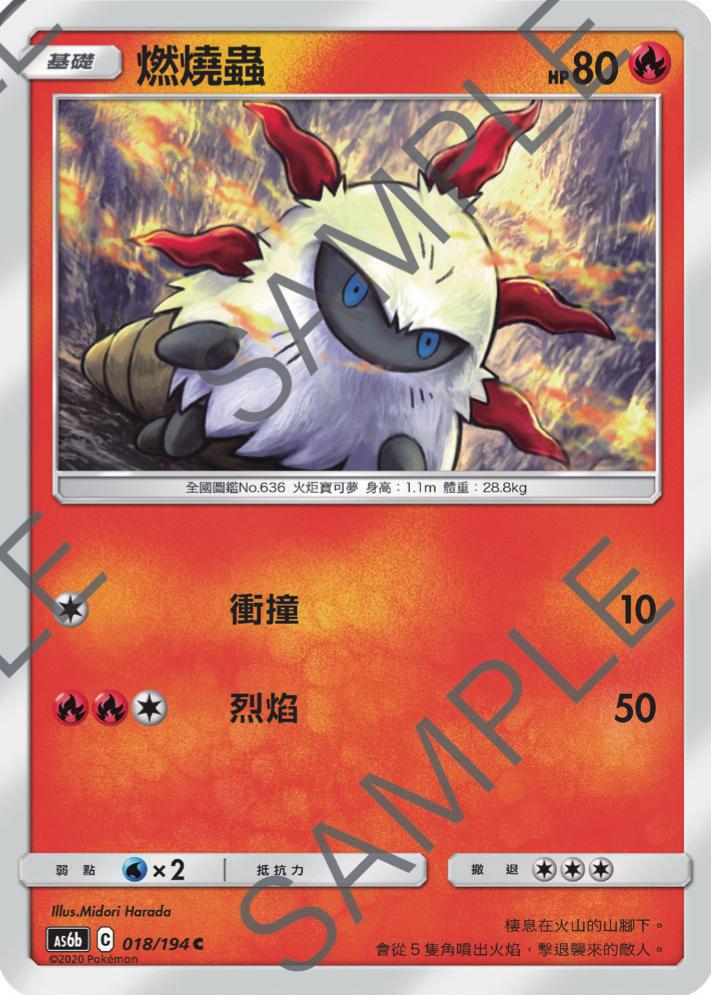 基礎 燃燒蟲 HP80
全國圖鑑No.636 火炬寶可夢 身高：1.1m 體重：28.8kg
衝撞 10
烈焰 50
弱點 ×2 抵抗力 撤退
Illus.Midori Harada
棲息在火山的山腳下。
AS6b C 018/194 C
會從5隻角噴出火焰，擊退襲來的敵人。
©2020 Pokémon
SAMPLE
SAMPLE
LE